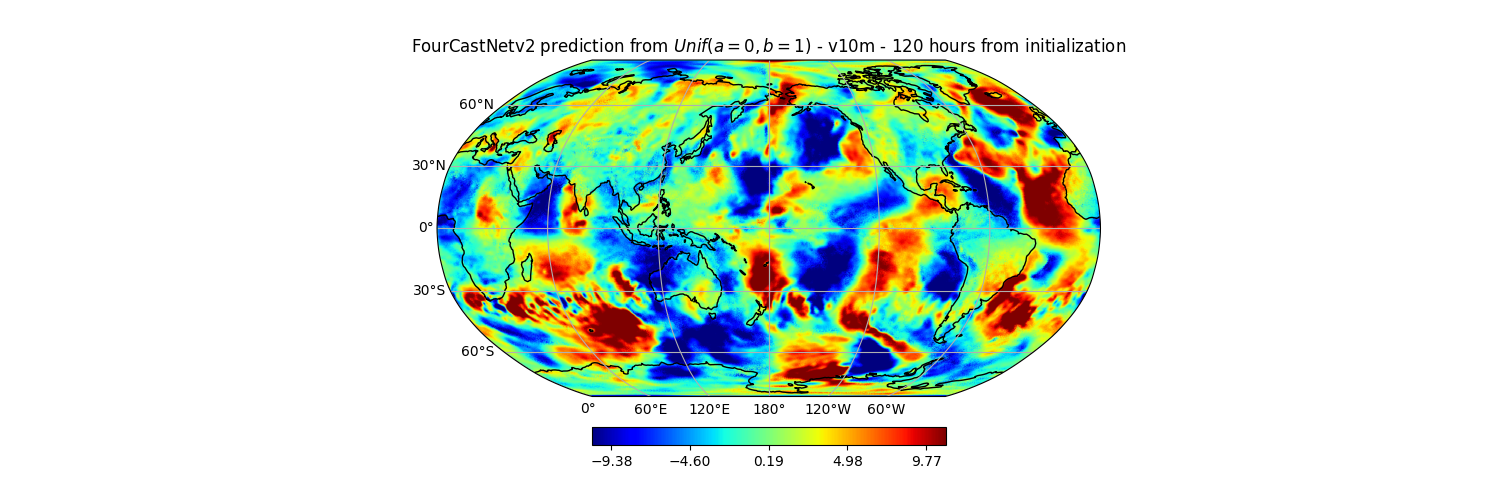 FourCastNetv2 prediction from Unif(a = 0, b = 1) - v10m - 120 hours from initialization
60°N
30°N
0°
30°S
60°S
0° 60°E 120°E 180° 120°W 60°W
−9.38 −4.60 0.19 4.98 9.77